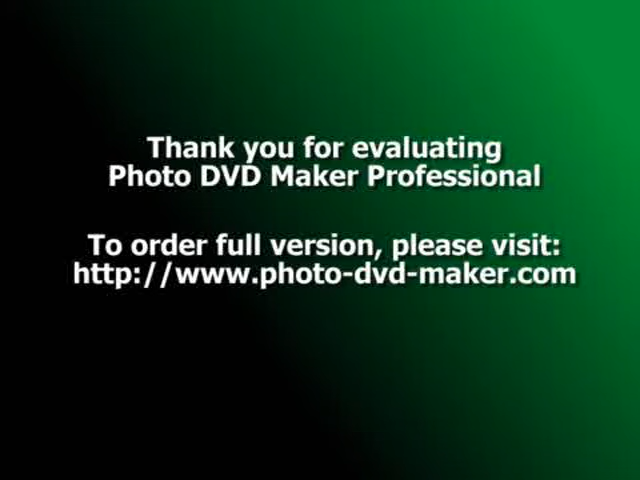 Thank you for evaluating
Photo DVD Maker Professional
To order full version, please visit:
http://www.photo-dvd-maker.com